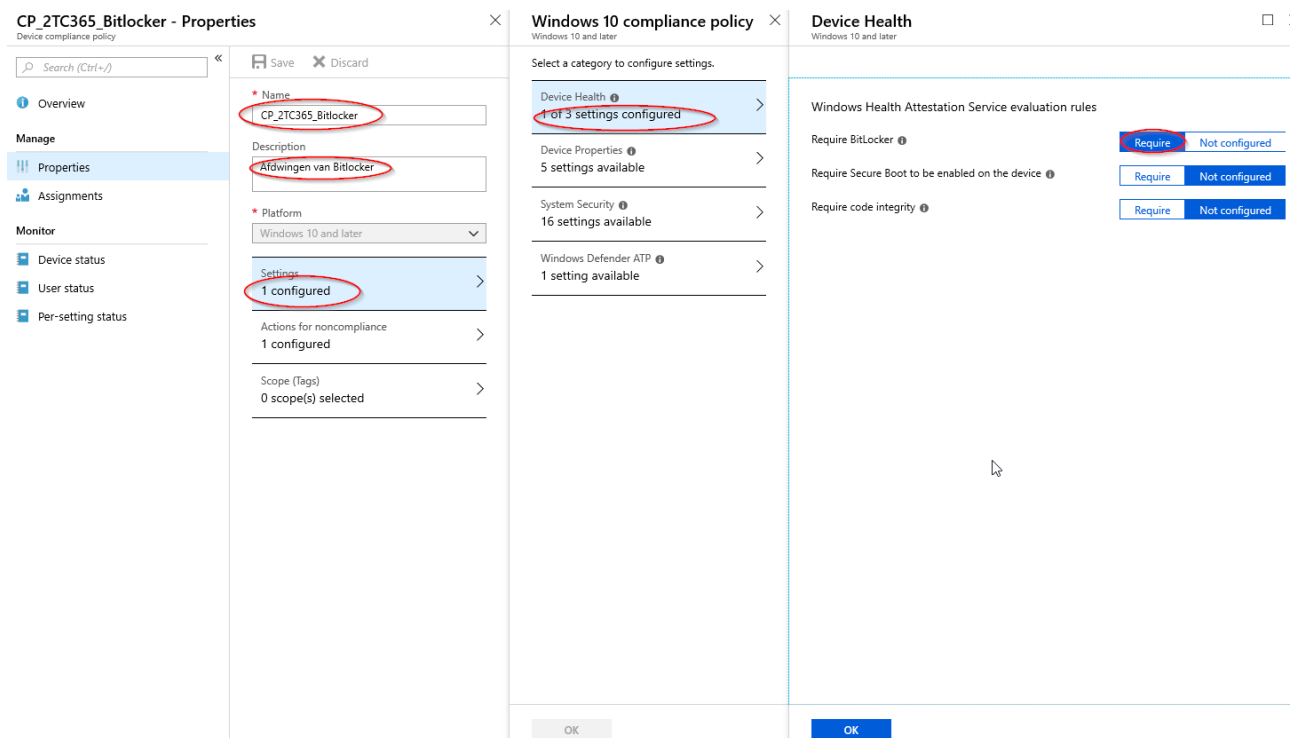 CP_2TC365_Bitlocker - Properties
Device compliance policy
Search (Ctrl+/)
Overview
Manage
Properties
Assignments
Monitor
Device status
User status
Per-setting status
Save
Discard
* Name
CP_2TC365_Bitlocker
Description
Afdwingen van Bitlocker
* Platform
Windows 10 and later
Settings
1 configured
Actions for noncompliance
1 configured
Scope (Tags)
0 scope(s) selected
Windows 10 compliance policy
Windows 10 and later
Select a category to configure settings.
Device Health
1 of 3 settings configured
Device Properties
5 settings available
System Security
16 settings available
Windows Defender ATP
1 setting available
OK
Device Health
Windows 10 and later
Windows Health Attestation Service evaluation rules
Require BitLocker
Require Not configured
Require Secure Boot to be enabled on the device
Require Not configured
Require code integrity
Require Not configured
OK